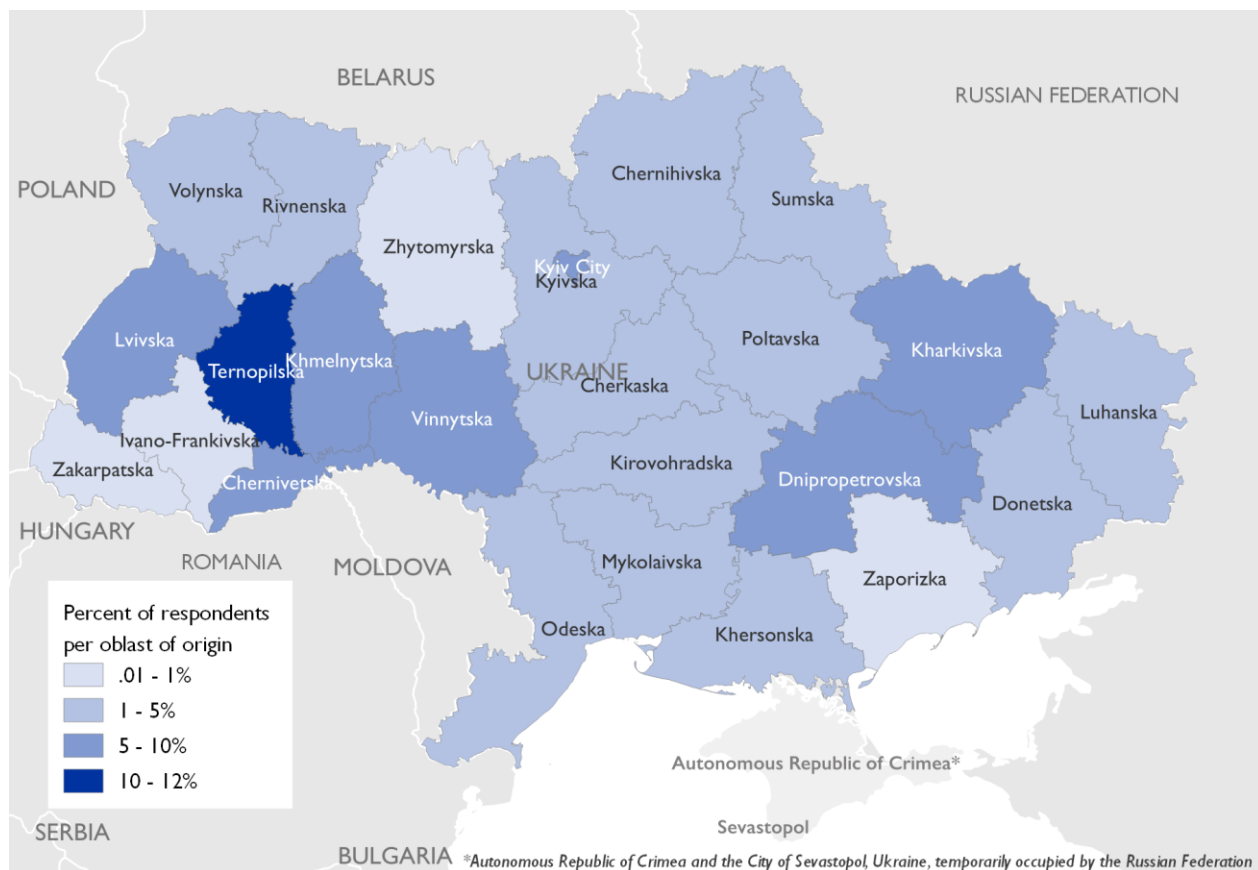 BELARUS
RUSSIAN FEDERATION
POLAND
Volynska
Rivnenska
Chernihivska
Sumska
Zhytomyrska
Kyiv City
Kyivska
Lvivska
Ternopilska
Khmelnytska
Poltavska
Kharkivska
UKRAINE
Cherkaska
Luhanska
Vinnytska
Ivano-Frankivska
Zakarpatska
Kirovohradska
Chernivetska
Dnipropetrovska
Donetska
HUNGARY
ROMANIA
MOLDOVA
Mykolaivska
Zaporizka
Odeska
Khersonska
Percent of respondents
per oblast of origin
.01 - 1%
1 - 5%
5 - 10%
10 - 12%
Autonomous Republic of Crimea*
Sevastopol
SERBIA
BULGARIA
*Autonomous Republic of Crimea and the City of Sevastopol, Ukraine, temporarily occupied by the Russian Federation